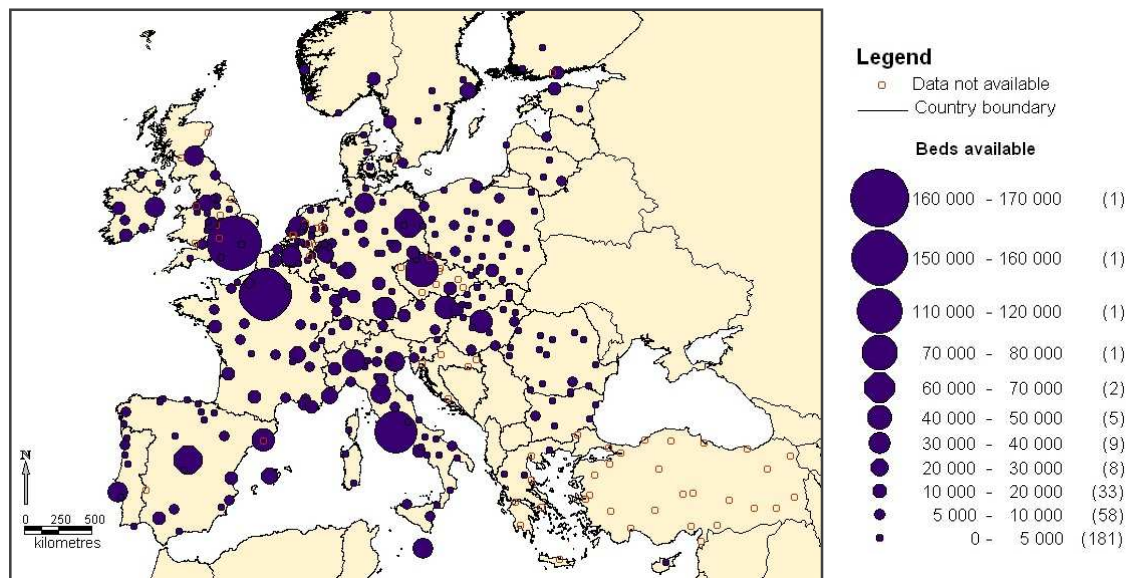 Legend
Data not available
Country boundary
Beds available
160 000 - 170 000 (1)
150 000 - 160 000 (1)
110 000 - 120 000 (1)
70 000 - 80 000 (1)
60 000 - 70 000 (2)
40 000 - 50 000 (5)
30 000 - 40 000 (9)
20 000 - 30 000 (8)
10 000 - 20 000 (33)
5 000 - 10 000 (58)
0 - 5 000 (181)
N
0 250 500
kilometres